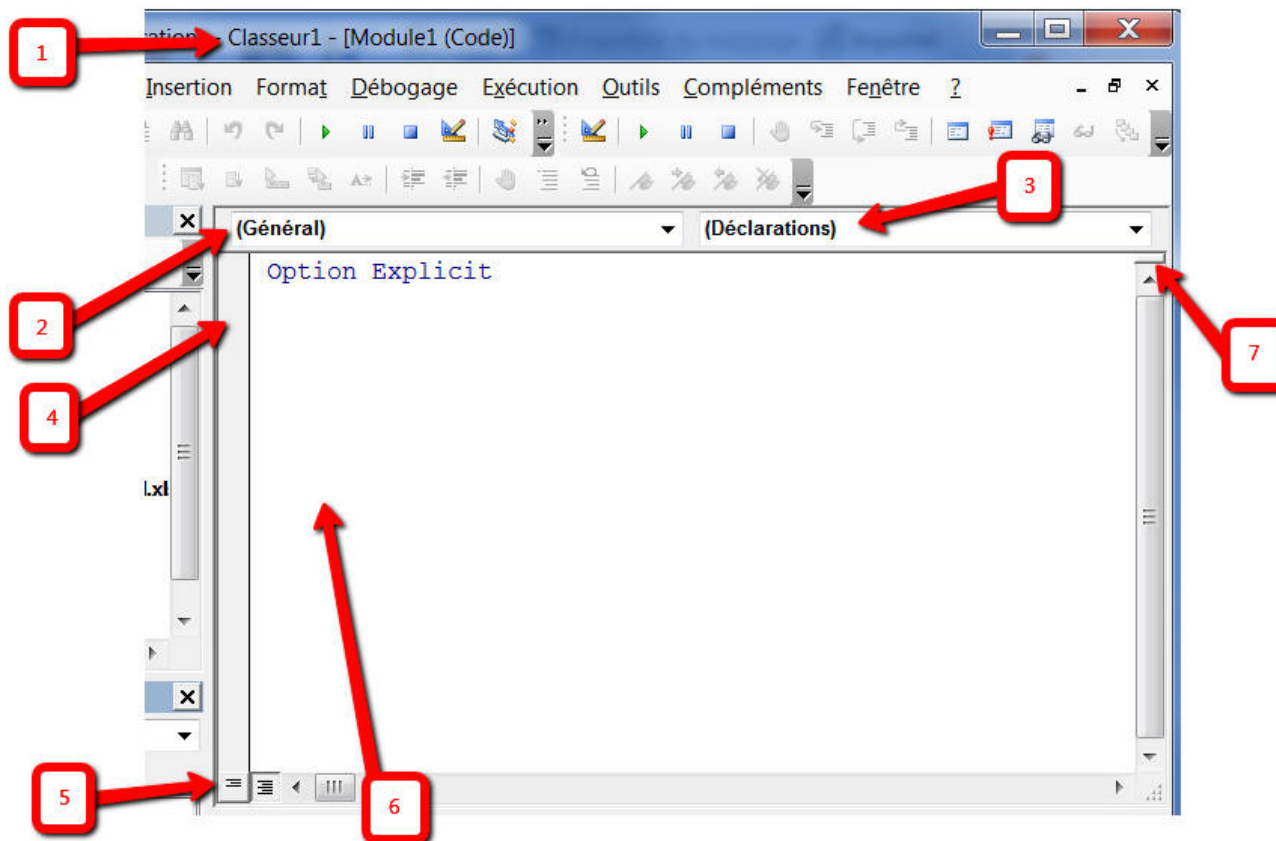 1
Classeur1 - [Module1 (Code)]
Insertion Format Débogage Exécution Outils Compléments Fenêtre ?
3
(Général) (Déclarations)
Option Explicit
2
7
4
l.xl
5
6